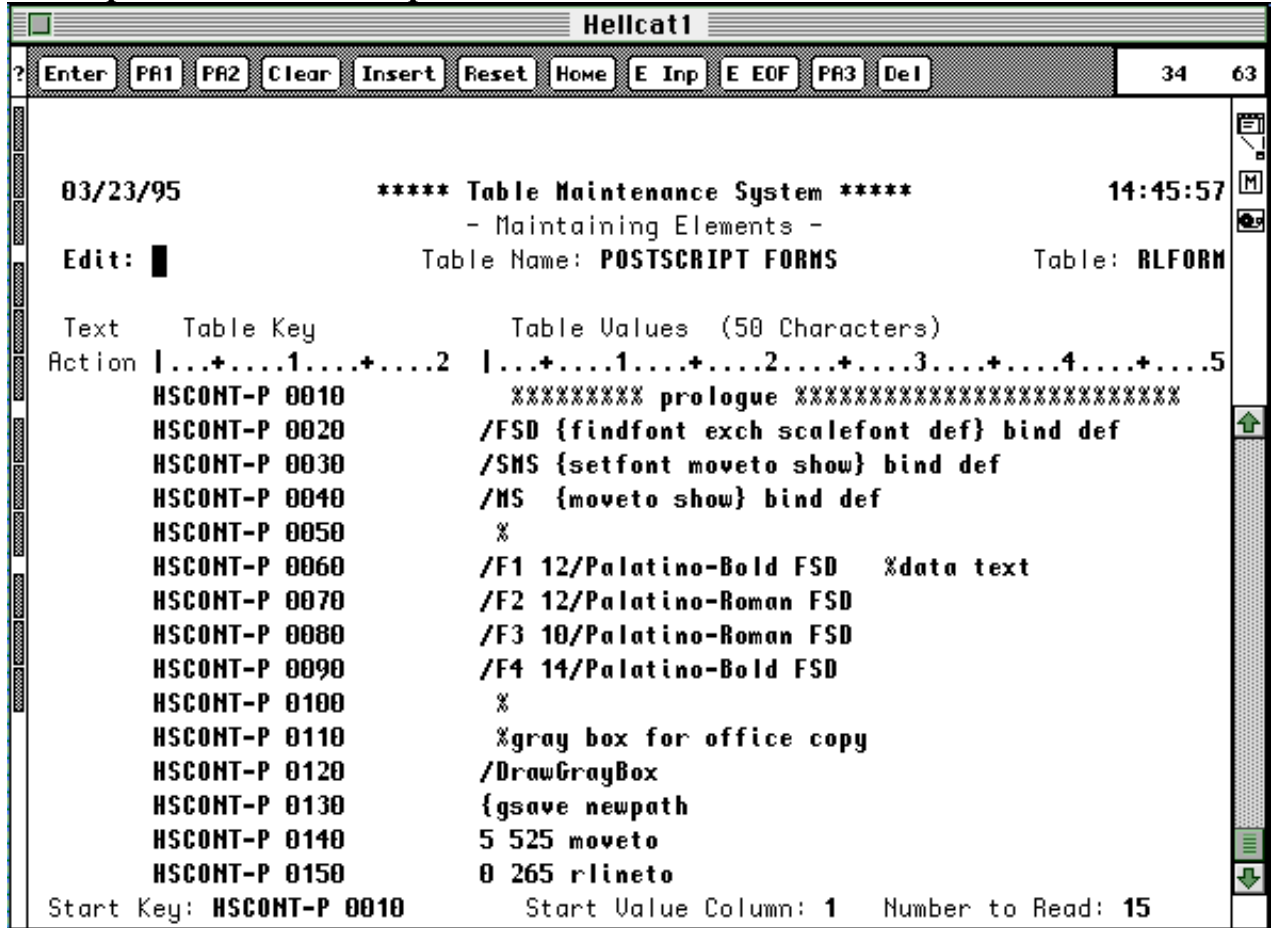 Hellcat1
? Enter PA1 PA2 Clear Insert Reset Home E Inp E EOF PA3 Del 34 63
03/23/95 ***** Table Maintenance System ***** 14:45:57
- Maintaining Elements -
Edit: Table Name: POSTSCRIPT FORMS Table: RLFORM
Text Table Key Table Values (50 Characters)
Action |...+....1....+....2 |...+....1....+....2....+....3....+....4....+....5
HSCONT-P 0010 %%%%%%%%% prologue %%%%%%%%%%%%%%%%%%%%%%%%%%
HSCONT-P 0020 /FSD {findfont exch scalefont def} bind def
HSCONT-P 0030 /SMS {setfont moveto show} bind def
HSCONT-P 0040 /MS {moveto show} bind def
HSCONT-P 0050 %
HSCONT-P 0060 /F1 12/Palatino-Bold FSD %data text
HSCONT-P 0070 /F2 12/Palatino-Roman FSD
HSCONT-P 0080 /F3 10/Palatino-Roman FSD
HSCONT-P 0090 /F4 14/Palatino-Bold FSD
HSCONT-P 0100 %
HSCONT-P 0110 %gray box for office copy
HSCONT-P 0120 /DrawGrayBox
HSCONT-P 0130 {gsave newpath
HSCONT-P 0140 5 525 moveto
HSCONT-P 0150 0 265 rlineto
Start Key: HSCONT-P 0010 Start Value Column: 1 Number to Read: 15
M